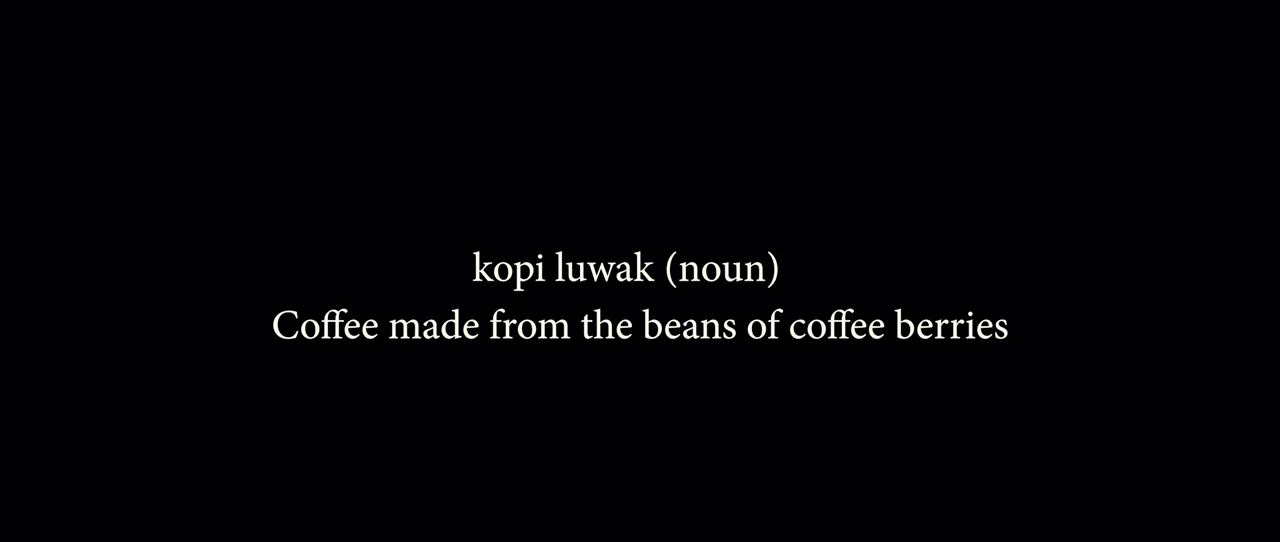 kopi luwak (noun)
Coffee made from the beans of coffee berries